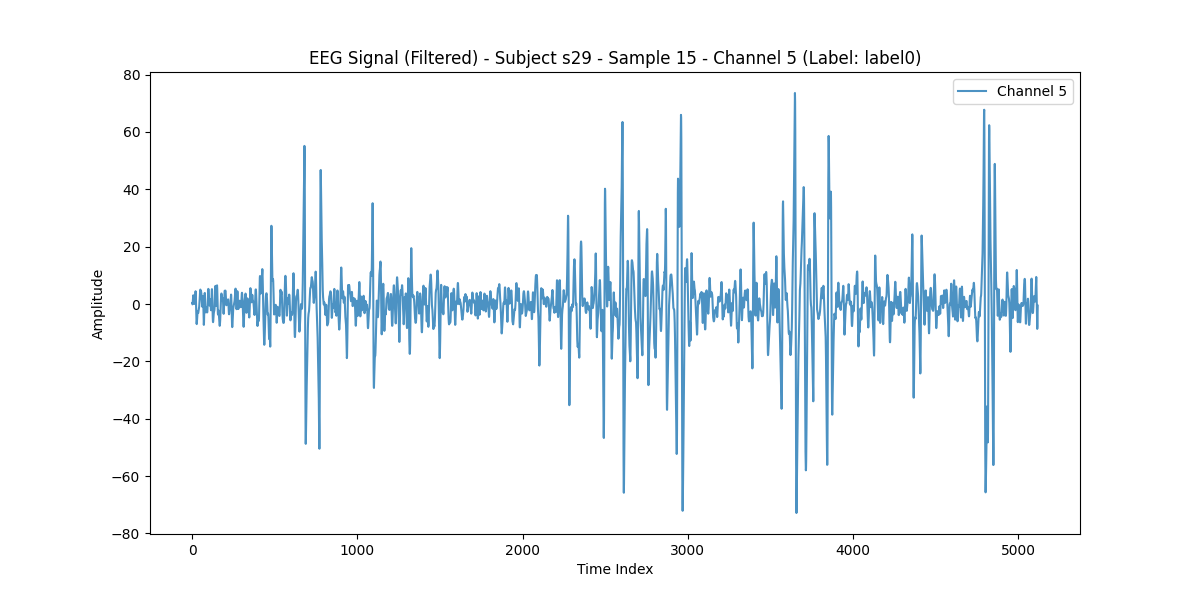 EEG Signal (Filtered) - Subject s29 - Sample 15 - Channel 5 (Label: label0)
Channel 5
80
60
40
20
0
−20
−40
−60
−80
Amplitude
0 1000 2000 3000 4000 5000
Time Index